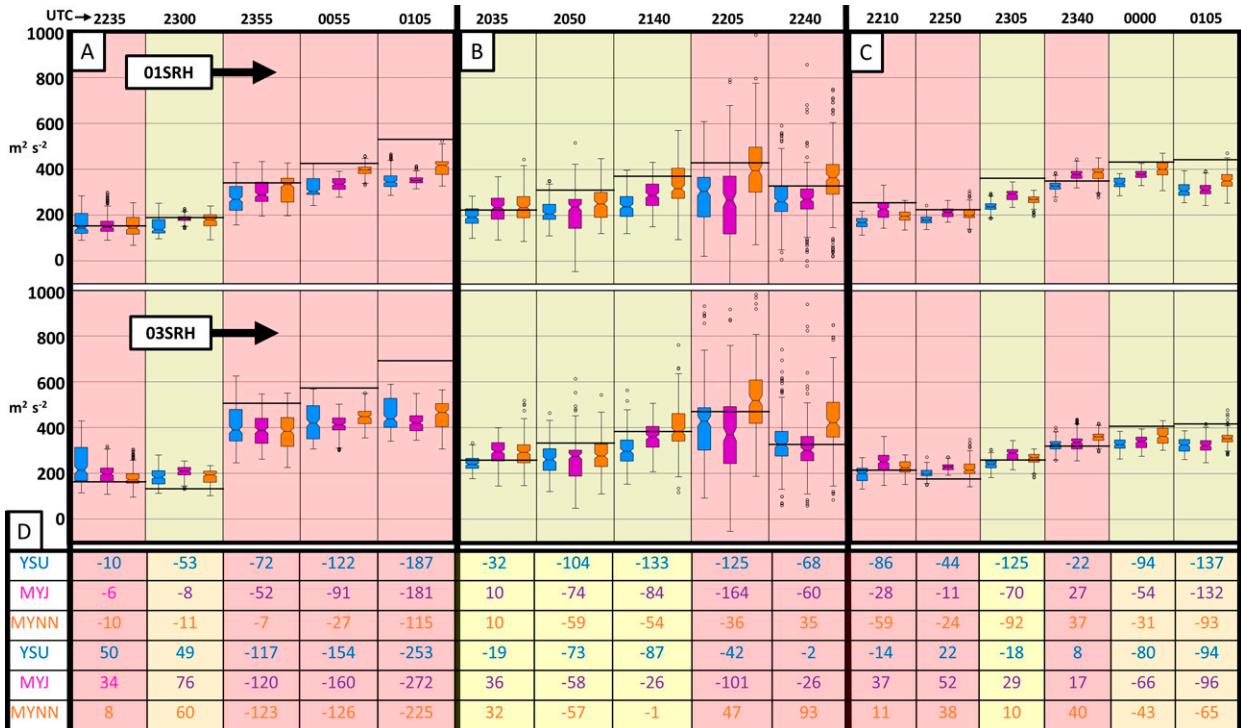 UTC→ 2235 2300 2355 0055 0105 2035 2050 2140 2205 2240 2210 2250 2305 2340 0000 0105
1000
A B C
01SRH
800
600
m² s⁻²
400
200
0
1000
03SRH
800
600
m² s⁻²
400
200
0
D
YSU -10 -53 -72 -122 -187 -32 -104 -133 -125 -68 -86 -44 -125 -22 -94 -137
MYJ -6 -8 -52 -91 -181 10 -74 -84 -164 -60 -28 -11 -70 27 -54 -132
MYNN -10 -11 -7 -27 -115 10 -59 -54 -36 35 -59 -24 -92 37 -31 -93
YSU 50 49 -117 -154 -253 -19 -73 -87 -42 -2 -14 22 -18 8 -80 -94
MYJ 34 76 -120 -160 -272 36 -58 -26 -101 -26 37 52 29 17 -66 -96
MYNN 8 60 -123 -126 -225 32 -57 -1 47 93 11 38 10 40 -43 -65